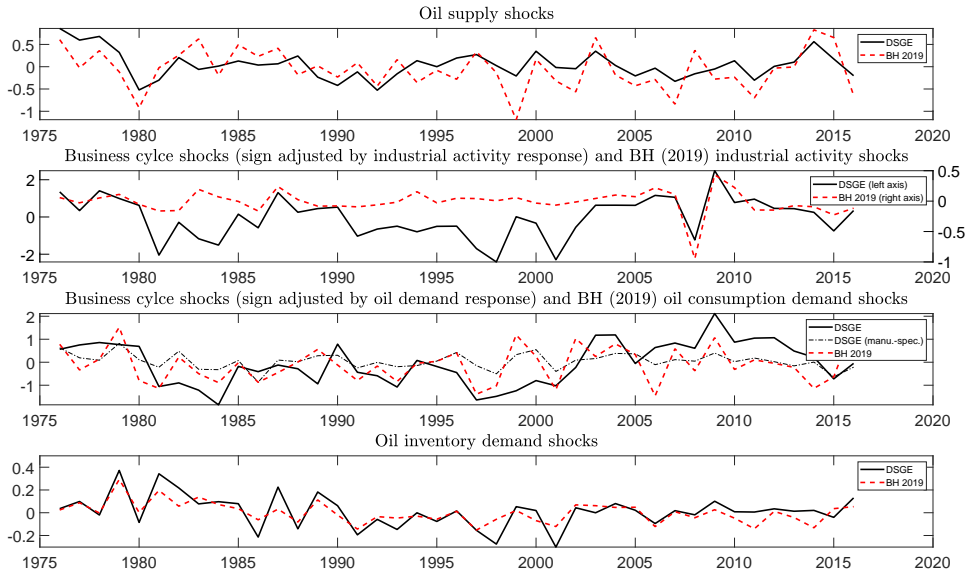 Oil supply shocks
0.5
0
-0.5
-1
DSGE
BH 2019
1975 1980 1985 1990 1995 2000 2005 2010 2015 2020
Business cylce shocks (sign adjusted by industrial activity response) and BH (2019) industrial activity shocks
2
0
-2
DSGE (left axis)
BH 2019 (right axis)
0.5
0
-0.5
-1
1975 1980 1985 1990 1995 2000 2005 2010 2015 2020
Business cylce shocks (sign adjusted by oil demand response) and BH (2019) oil consumption demand shocks
2
1
0
-1
DSGE
DSGE (manu.-spec.)
BH 2019
1975 1980 1985 1990 1995 2000 2005 2010 2015 2020
Oil inventory demand shocks
0.4
0.2
0
-0.2
DSGE
BH 2019
1975 1980 1985 1990 1995 2000 2005 2010 2015 2020